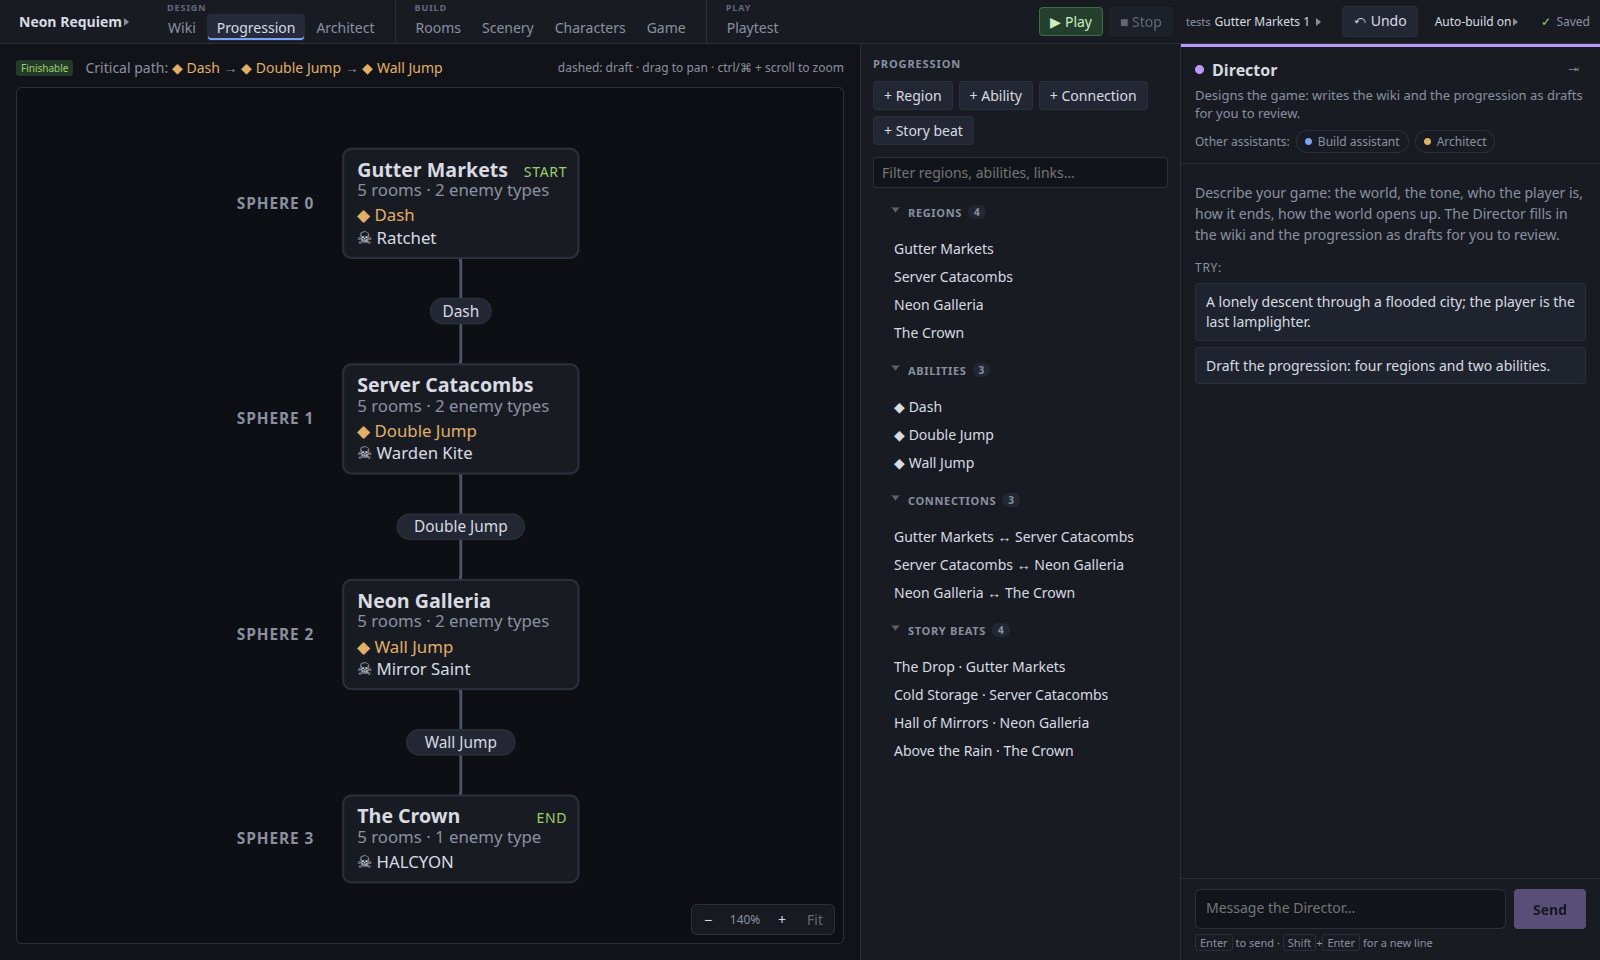 Neon Requiem
DESIGN
Wiki Progression Architect
BUILD
Rooms Scenery Characters Game
PLAY
Playtest
▶ Play
■ Stop
tests Gutter Markets 1
↶ Undo
Auto-build on
✓ Saved
Finishable Critical path: ◆ Dash → ◆ Double Jump → ◆ Wall Jump
dashed: draft · drag to pan · ctrl/⌘ + scroll to zoom
SPHERE 0
Gutter Markets START
5 rooms · 2 enemy types
◆ Dash
☠ Ratchet
Dash
SPHERE 1
Server Catacombs
5 rooms · 2 enemy types
◆ Double Jump
☠ Warden Kite
Double Jump
SPHERE 2
Neon Galleria
5 rooms · 2 enemy types
◆ Wall Jump
☠ Mirror Saint
Wall Jump
SPHERE 3
The Crown END
5 rooms · 1 enemy type
☠ HALCYON
− 140% + Fit
PROGRESSION
+ Region + Ability + Connection
+ Story beat
Filter regions, abilities, links...
REGIONS 4
Gutter Markets
Server Catacombs
Neon Galleria
The Crown
ABILITIES 3
◆ Dash
◆ Double Jump
◆ Wall Jump
CONNECTIONS 3
Gutter Markets ↔ Server Catacombs
Server Catacombs ↔ Neon Galleria
Neon Galleria ↔ The Crown
STORY BEATS 4
The Drop · Gutter Markets
Cold Storage · Server Catacombs
Hall of Mirrors · Neon Galleria
Above the Rain · The Crown
Director
Designs the game: writes the wiki and the progression as drafts
for you to review.
Other assistants: Build assistant Architect
Describe your game: the world, the tone, who the player is,
how it ends, how the world opens up. The Director fills in
the wiki and the progression as drafts for you to review.
TRY:
A lonely descent through a flooded city; the player is the
last lamplighter.
Draft the progression: four regions and two abilities.
Message the Director...
Send
Enter to send · Shift + Enter for a new line